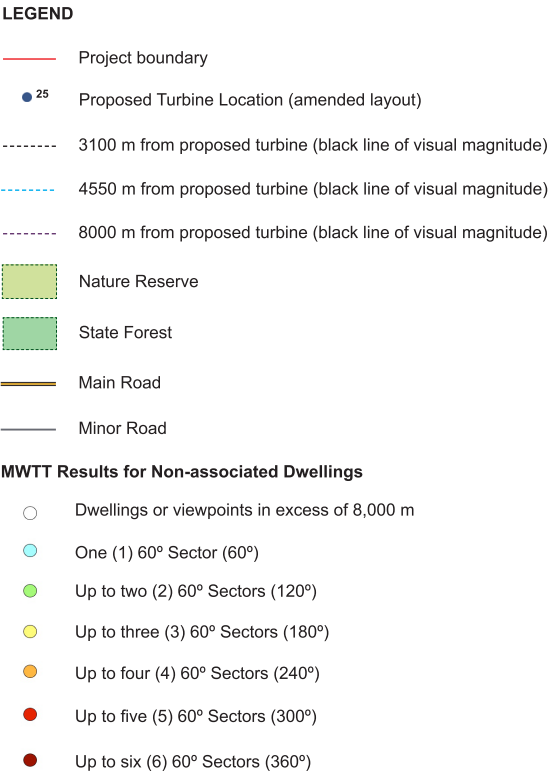 LEGEND
Project boundary
25
Proposed Turbine Location (amended layout)
3100 m from proposed turbine (black line of visual magnitude)
4550 m from proposed turbine (black line of visual magnitude)
8000 m from proposed turbine (black line of visual magnitude)
Nature Reserve
State Forest
Main Road
Minor Road
MWTT Results for Non-associated Dwellings
Dwellings or viewpoints in excess of 8,000 m
One (1) 60º Sector (60º)
Up to two (2) 60º Sectors (120º)
Up to three (3) 60º Sectors (180º)
Up to four (4) 60º Sectors (240º)
Up to five (5) 60º Sectors (300º)
Up to six (6) 60º Sectors (360º)